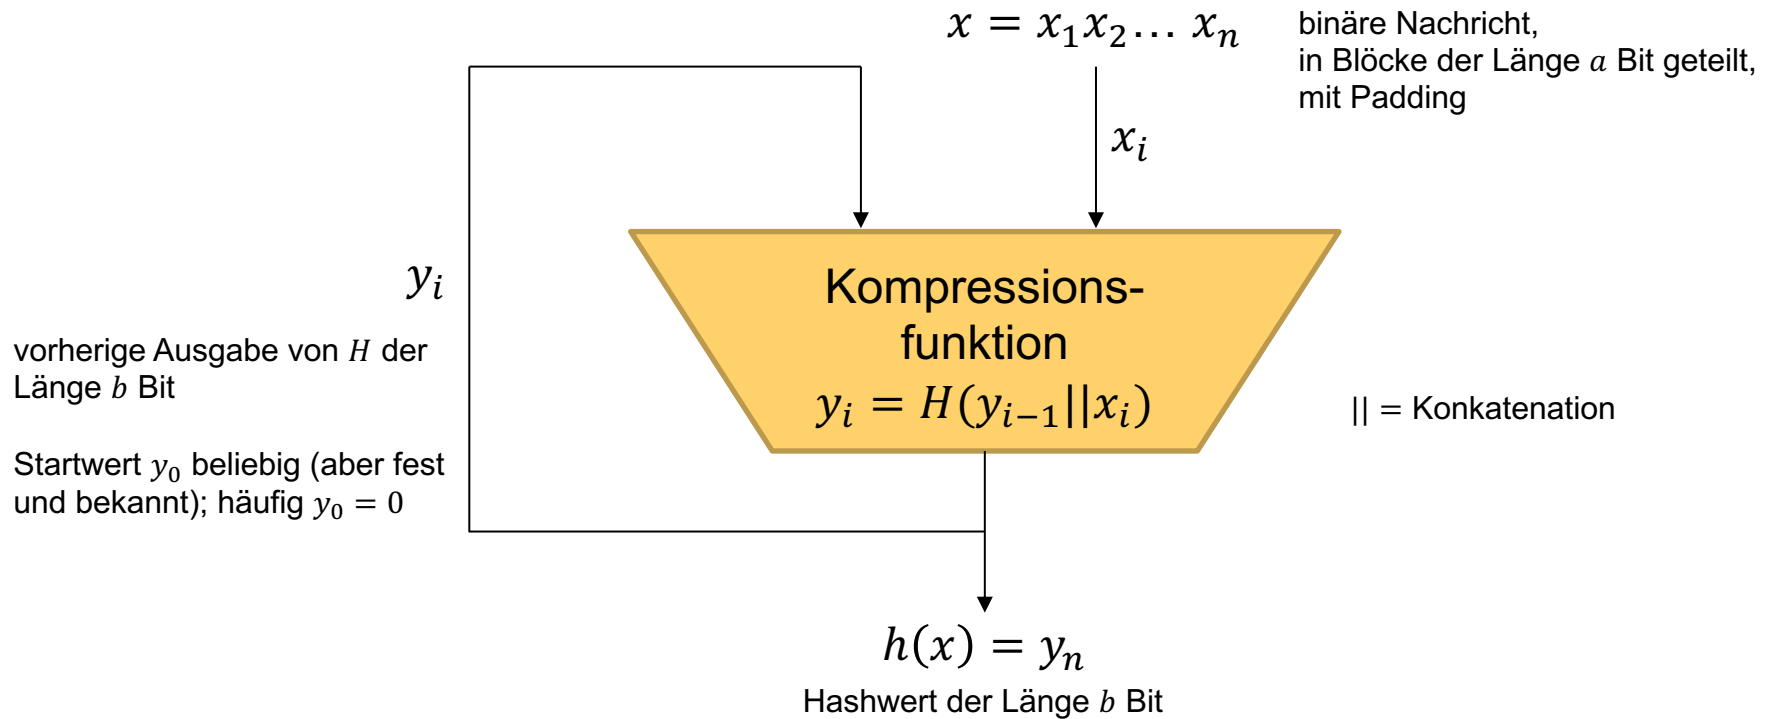 x = x₁x₂… xₙ
binäre Nachricht,
in Blöcke der Länge a Bit geteilt,
mit Padding
xᵢ
yᵢ
vorherige Ausgabe von H der
Länge b Bit
Startwert y₀ beliebig (aber fest
und bekannt); häufig y₀ = 0
Kompressions-
funktion
yᵢ = H(yᵢ₋₁||xᵢ)
|| = Konkatenation
h(x) = yₙ
Hashwert der Länge b Bit